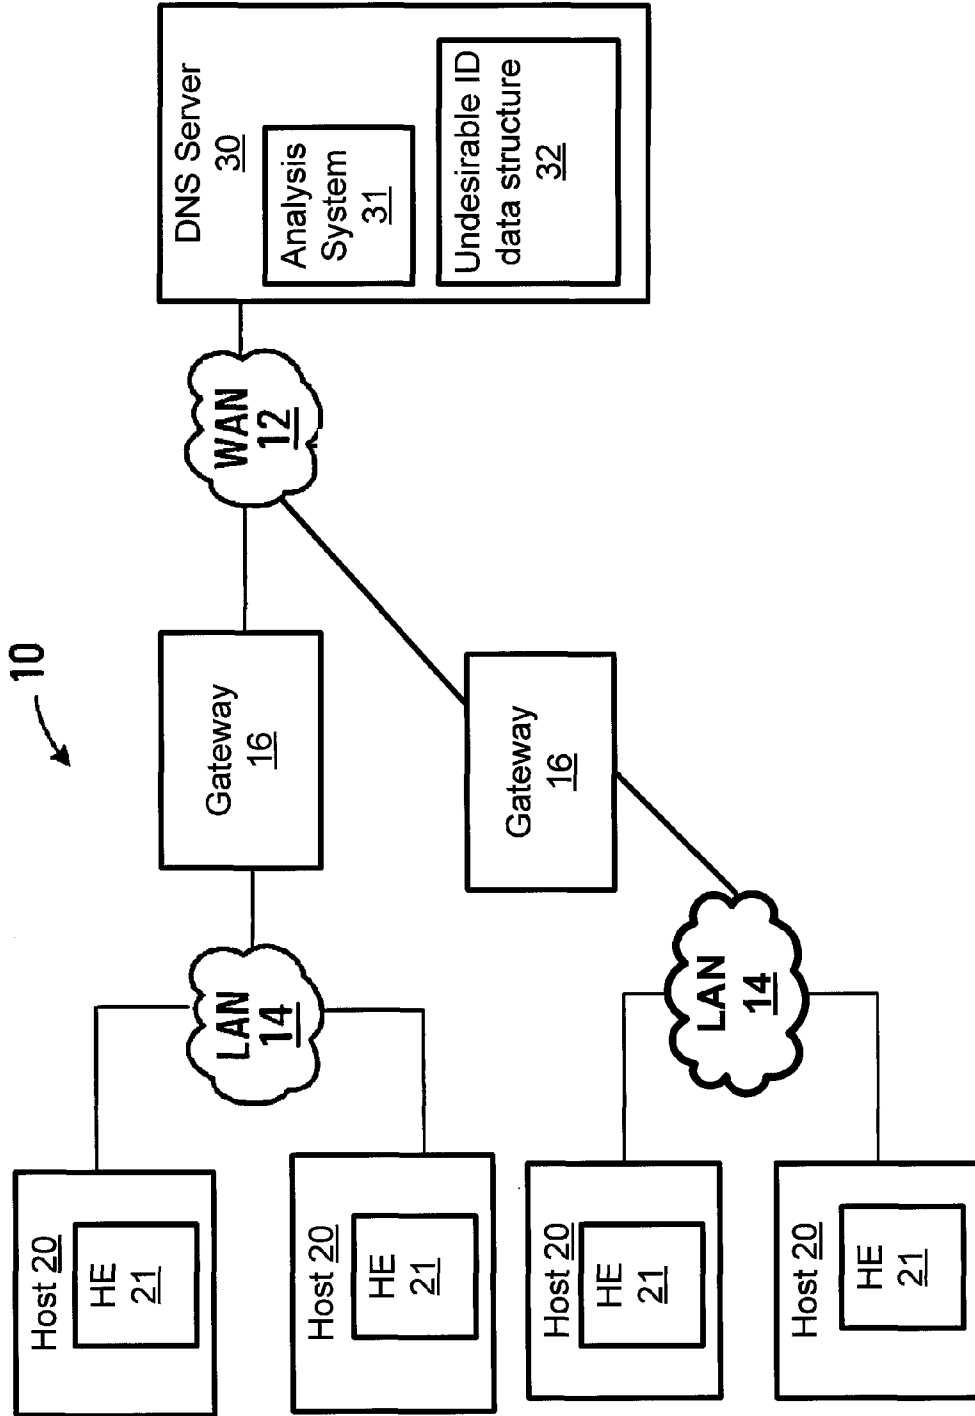 10
Host 20
HE
21
Host 20
HE
21
LAN
14
Gateway
16
WAN
12
DNS Server
30
Analysis
System
31
Undesirable ID
data structure
32
Gateway
16
LAN
14
Host 20
HE
21
Host 20
HE
21